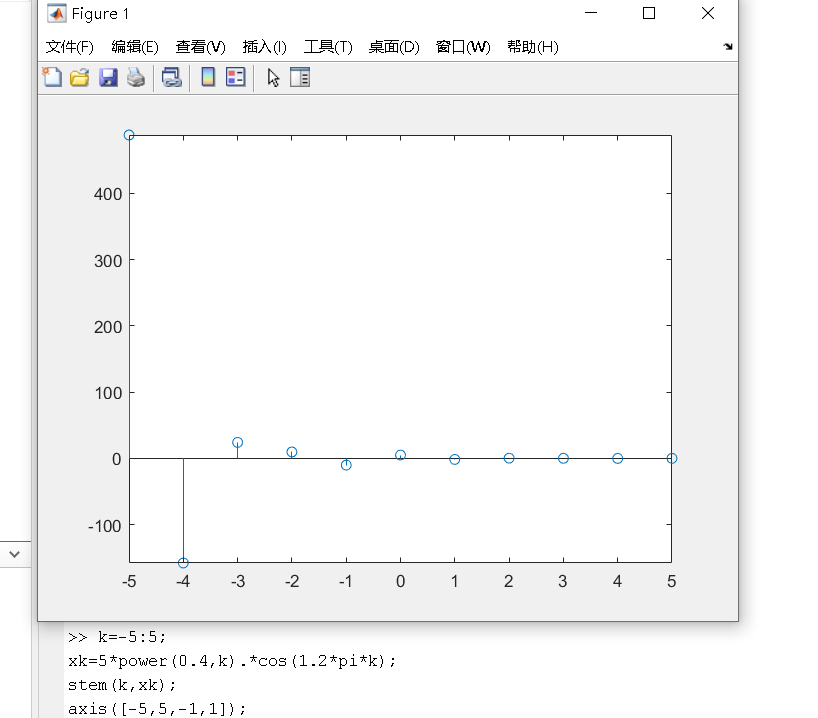 Figure 1
文件(F) 编辑(E) 查看(V) 插入(I) 工具(T) 桌面(D) 窗口(W) 帮助(H)
400
300
200
100
0
-100
-5 -4 -3 -2 -1 0 1 2 3 4 5
>> k=-5:5;
xk=5*power(0.4,k).*cos(1.2*pi*k);
stem(k,xk);
axis([-5,5,-1,1]);